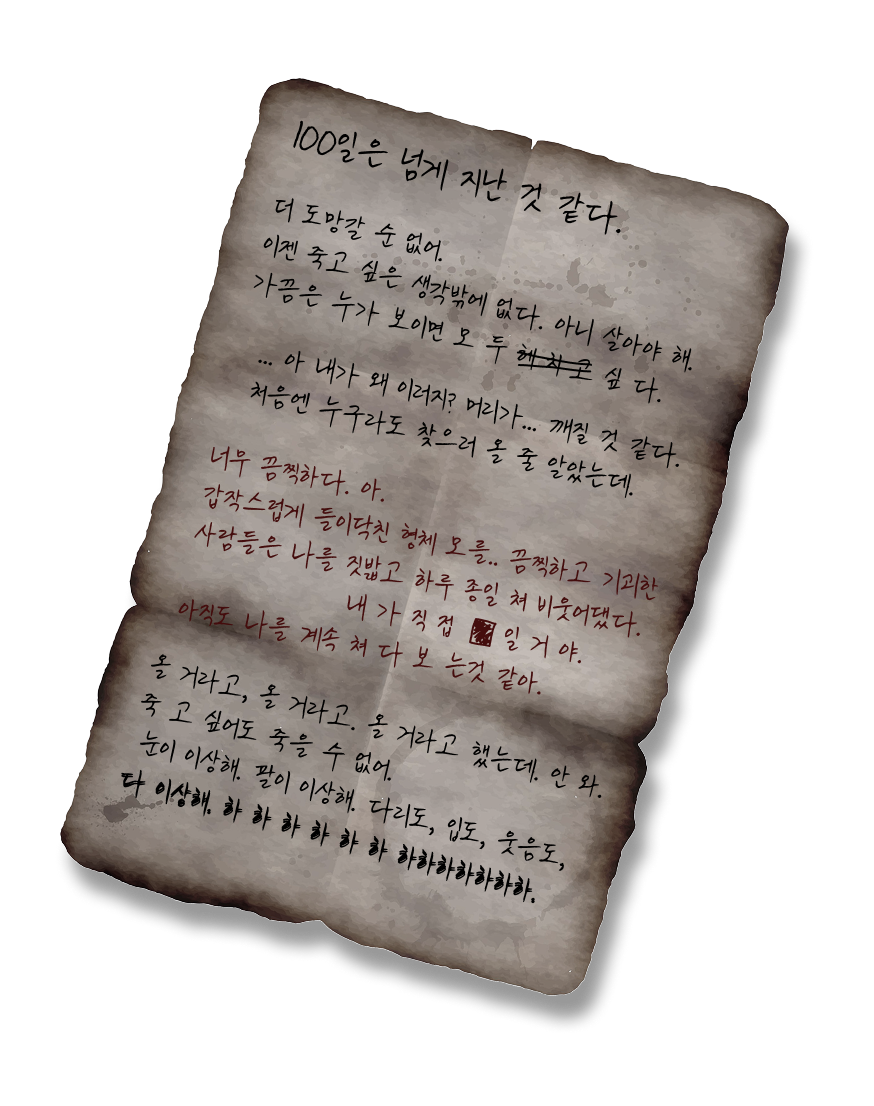 100일은 넘게 지난 것 같다.
더 도망갈 순 없어.
이젠 죽고 싶은 생각밖에 없다. 아니 살아야 해.
가끔은 누가 보이면 모 두 헤 치 고 싶 다.
... 아 내가 왜 이러지? 머리가... 깨질 것 같다.
처음엔 누구라도 찾으러 올 줄 알았는데.
너무 끔찍하다. 아.
갑작스럽게 들이닥친 형체 모를.. 끔찍하고 기괴한
사람들은 나를 짓밟고 하루 종일 쳐 비웃어댔다.
내 가 직 접 일 거 야.
아직도 나를 계속 쳐 다 보 는것 같아.
올 거라고, 올 거라고. 올 거라고 했는데. 안 와.
죽 고 싶어도 죽을 수 없어.
눈이 이상해. 팔이 이상해. 다리도, 입도, 웃음도,
다 이상해. 하 하 하 하 하 하 하하하하하하하.